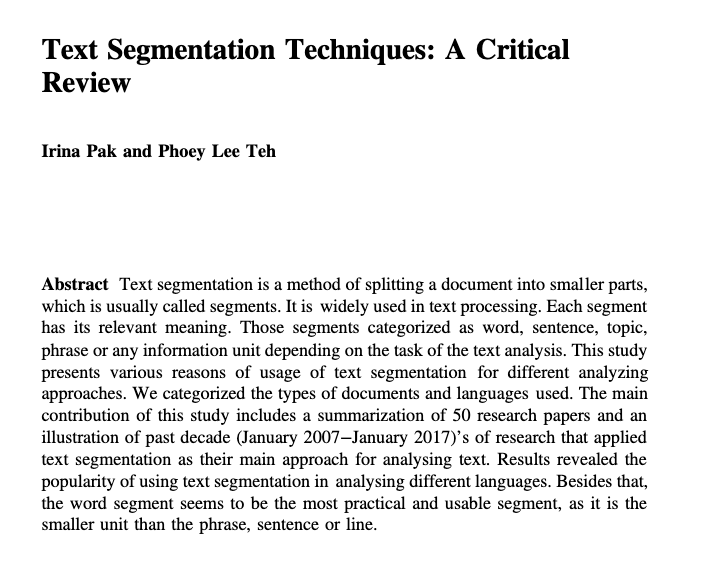 Text Segmentation Techniques: A Critical
Review
Irina Pak and Phoey Lee Teh
Abstract Text segmentation is a method of splitting a document into smaller parts,
which is usually called segments. It is widely used in text processing. Each segment
has its relevant meaning. Those segments categorized as word, sentence, topic,
phrase or any information unit depending on the task of the text analysis. This study
presents various reasons of usage of text segmentation for different analyzing
approaches. We categorized the types of documents and languages used. The main
contribution of this study includes a summarization of 50 research papers and an
illustration of past decade (January 2007–January 2017)’s of research that applied
text segmentation as their main approach for analysing text. Results revealed the
popularity of using text segmentation in analysing different languages. Besides that,
the word segment seems to be the most practical and usable segment, as it is the
smaller unit than the phrase, sentence or line.